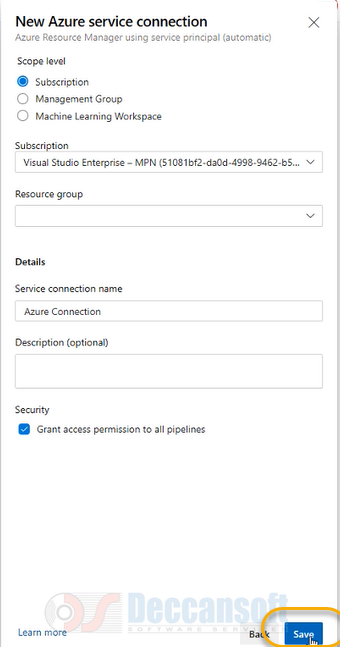 New Azure service connection
Azure Resource Manager using service principal (automatic)
Scope level
Subscription
Management Group
Machine Learning Workspace
Subscription
Visual Studio Enterprise – MPN (51081bf2-da0d-4998-9462-b5...
Resource group
Details
Service connection name
Azure Connection
Description (optional)
Security
Grant access permission to all pipelines
Deccansoft
SOFTWARE SERVICES
Learn more
Back
Save